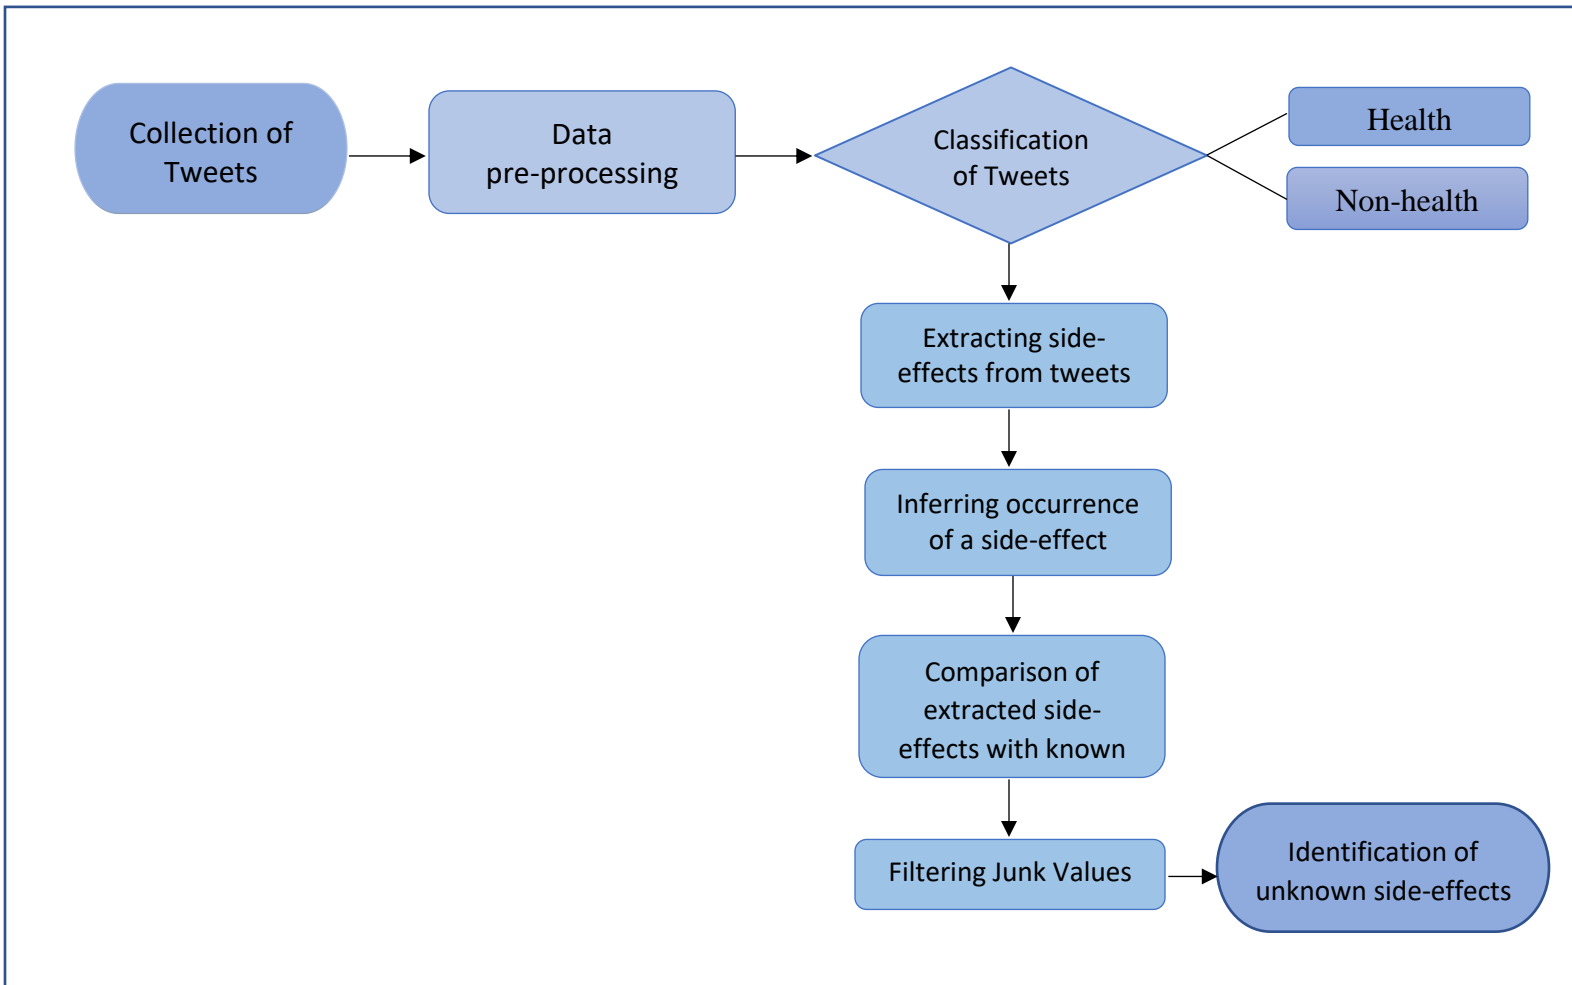 Collection of
Tweets
Data
pre-processing
Classification
of Tweets
Health
Non-health
Extracting side-
effects from tweets
Inferring occurrence
of a side-effect
Comparison of
extracted side-
effects with known
Filtering Junk Values
Identification of
unknown side-effects